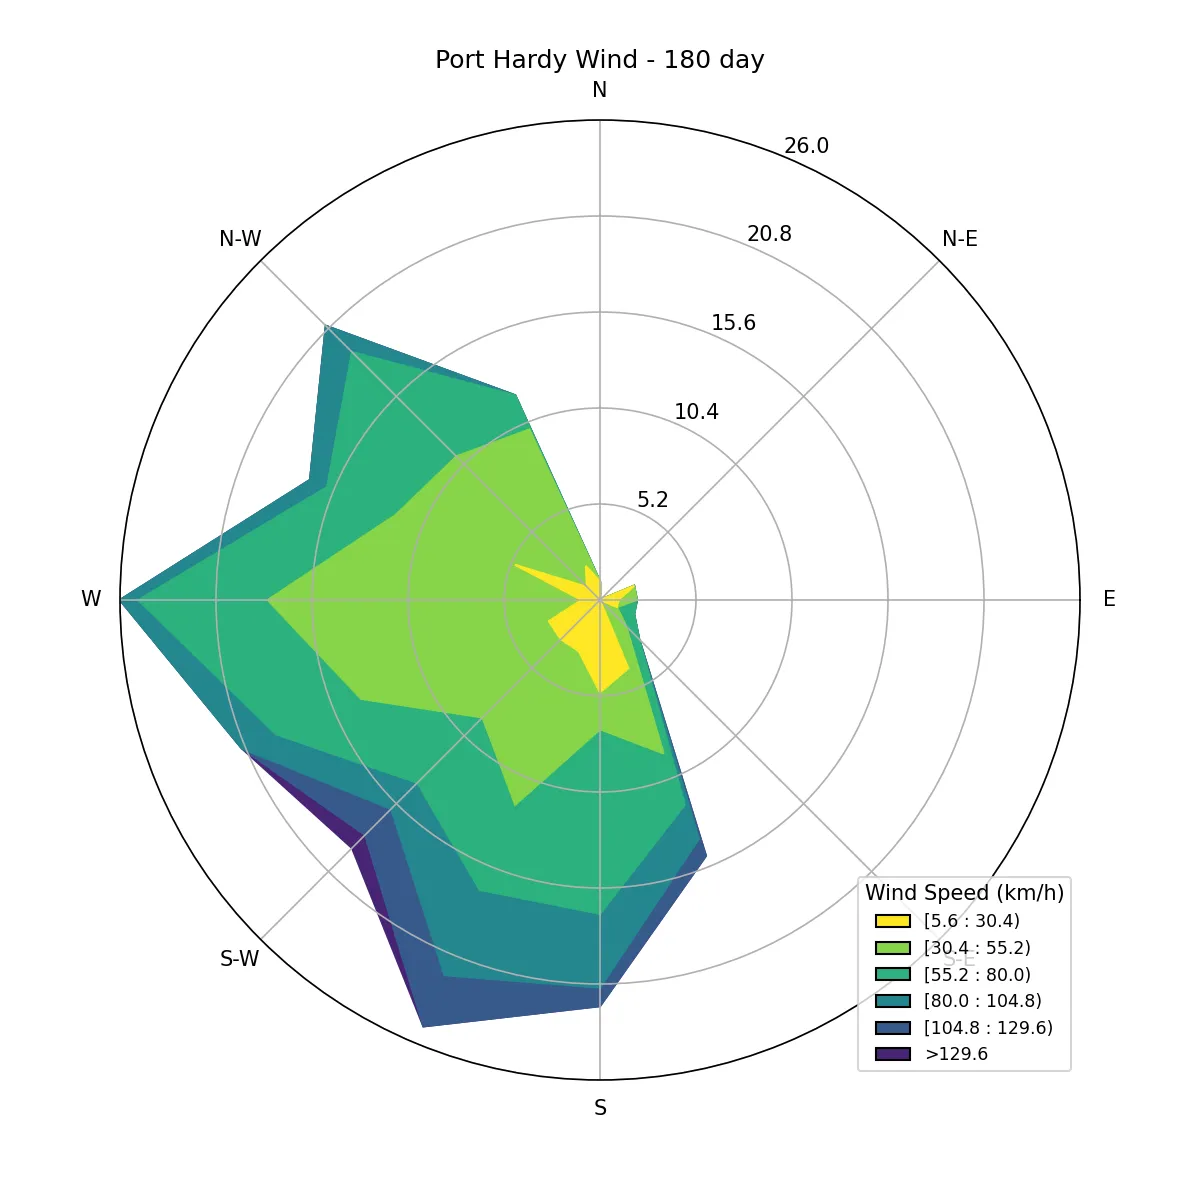 Port Hardy Wind - 180 day
N
26.0
N-W
20.8
N-E
15.6
10.4
5.2
W
E
Wind Speed (km/h)
[5.6 : 30.4)
[30.4 : 55.2)
S-W
S-E
[55.2 : 80.0)
[80.0 : 104.8)
[104.8 : 129.6)
>129.6
S